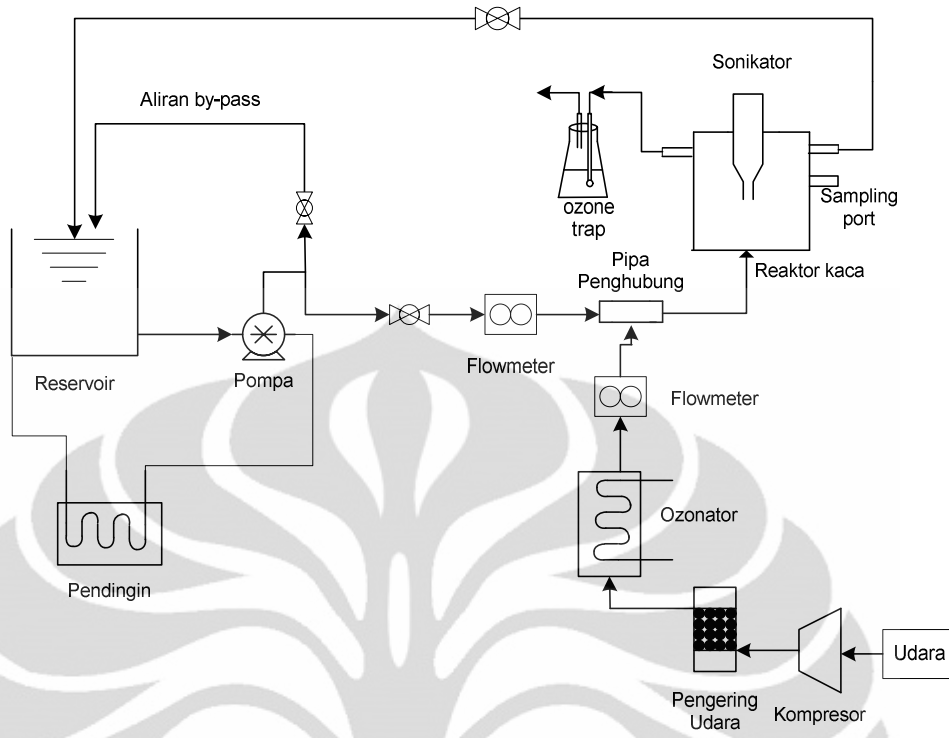 Sonikator
Aliran by-pass
Sampling
port
ozone
trap
Reaktor kaca
Pipa
Penghubung
Flowmeter
Reservoir
Pompa
Flowmeter
Ozonator
Pendingin
Udara
Pengering
Udara
Kompresor